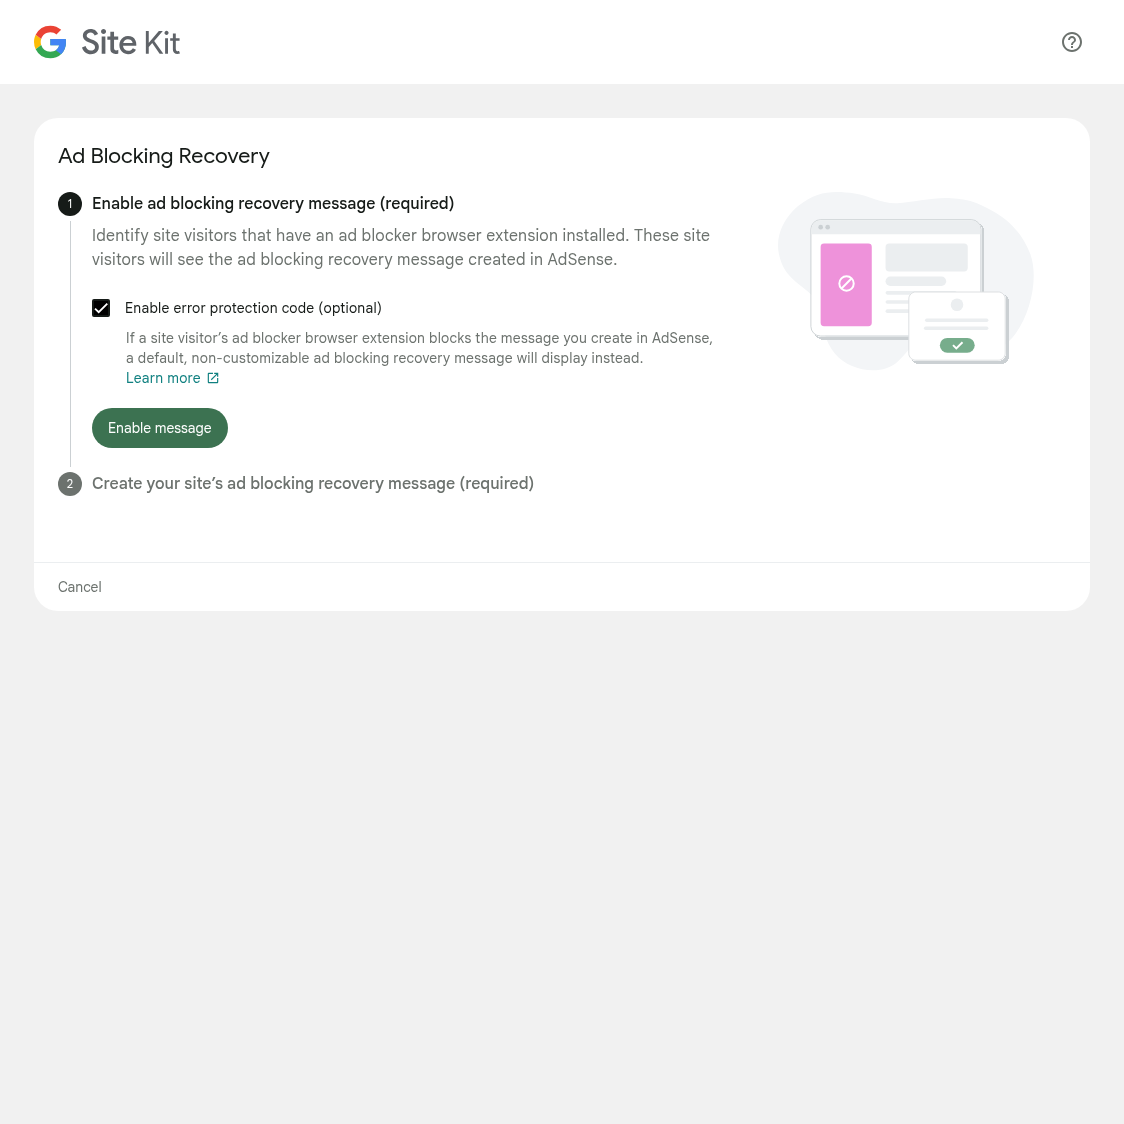 Site Kit
Ad Blocking Recovery
1
Enable ad blocking recovery message (required)
Identify site visitors that have an ad blocker browser extension installed. These site
visitors will see the ad blocking recovery message created in AdSense.
Enable error protection code (optional)
If a site visitor’s ad blocker browser extension blocks the message you create in AdSense,
a default, non-customizable ad blocking recovery message will display instead.
Learn more
Enable message
2
Create your site’s ad blocking recovery message (required)
Cancel